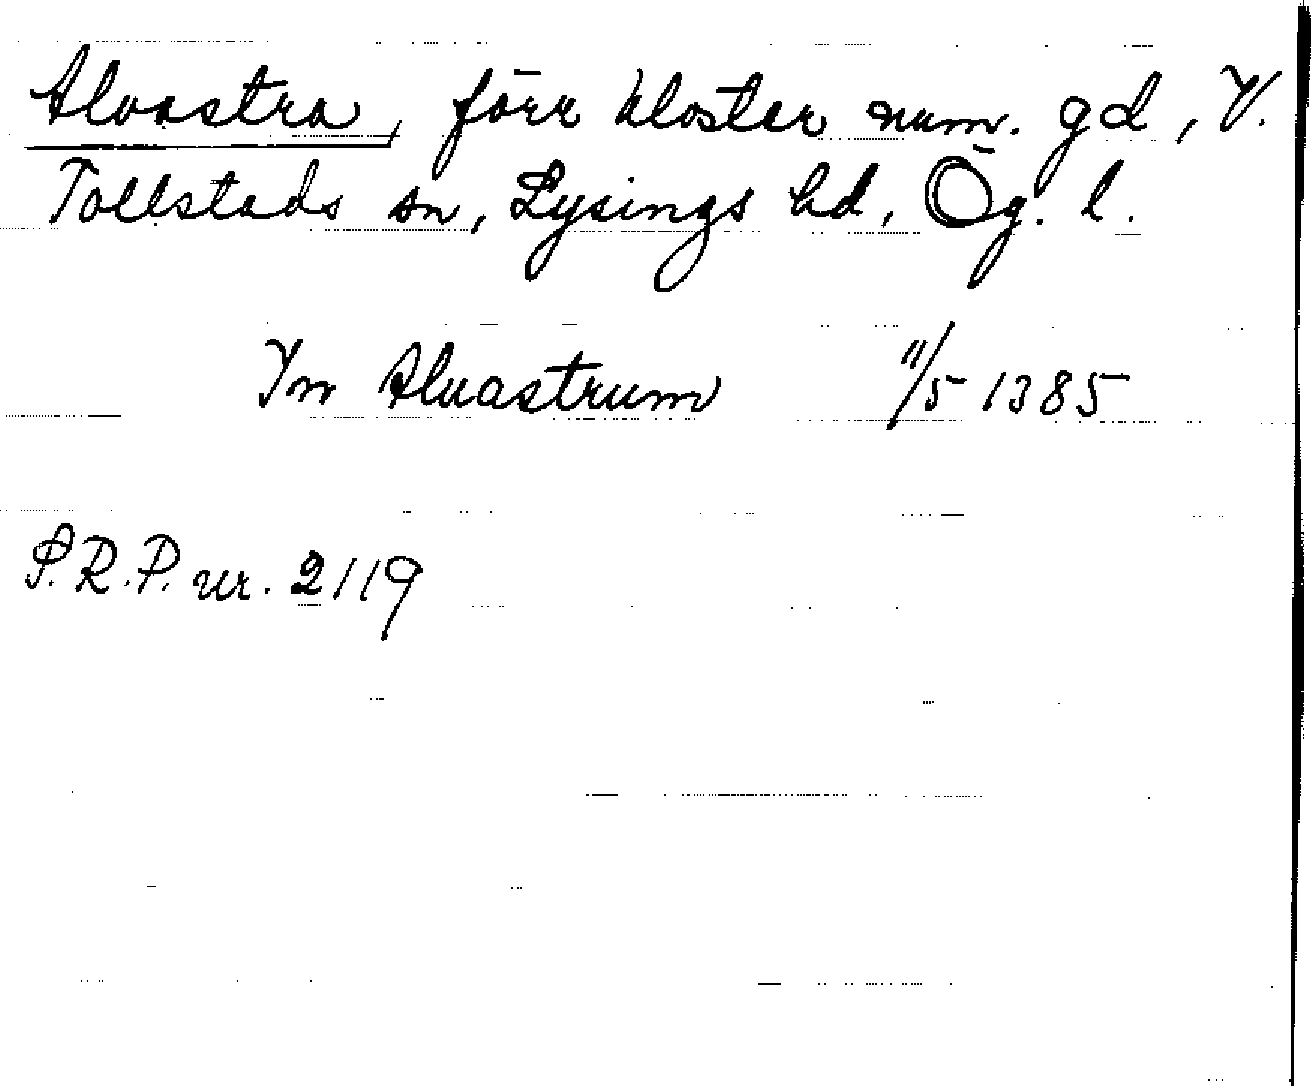 Alvastra, förr kloster num. gd, V.
Tollstads sn, Lysings hd, Ög. l.
In Aluastrum 11/5 1385
S.R.P. nr. 2119